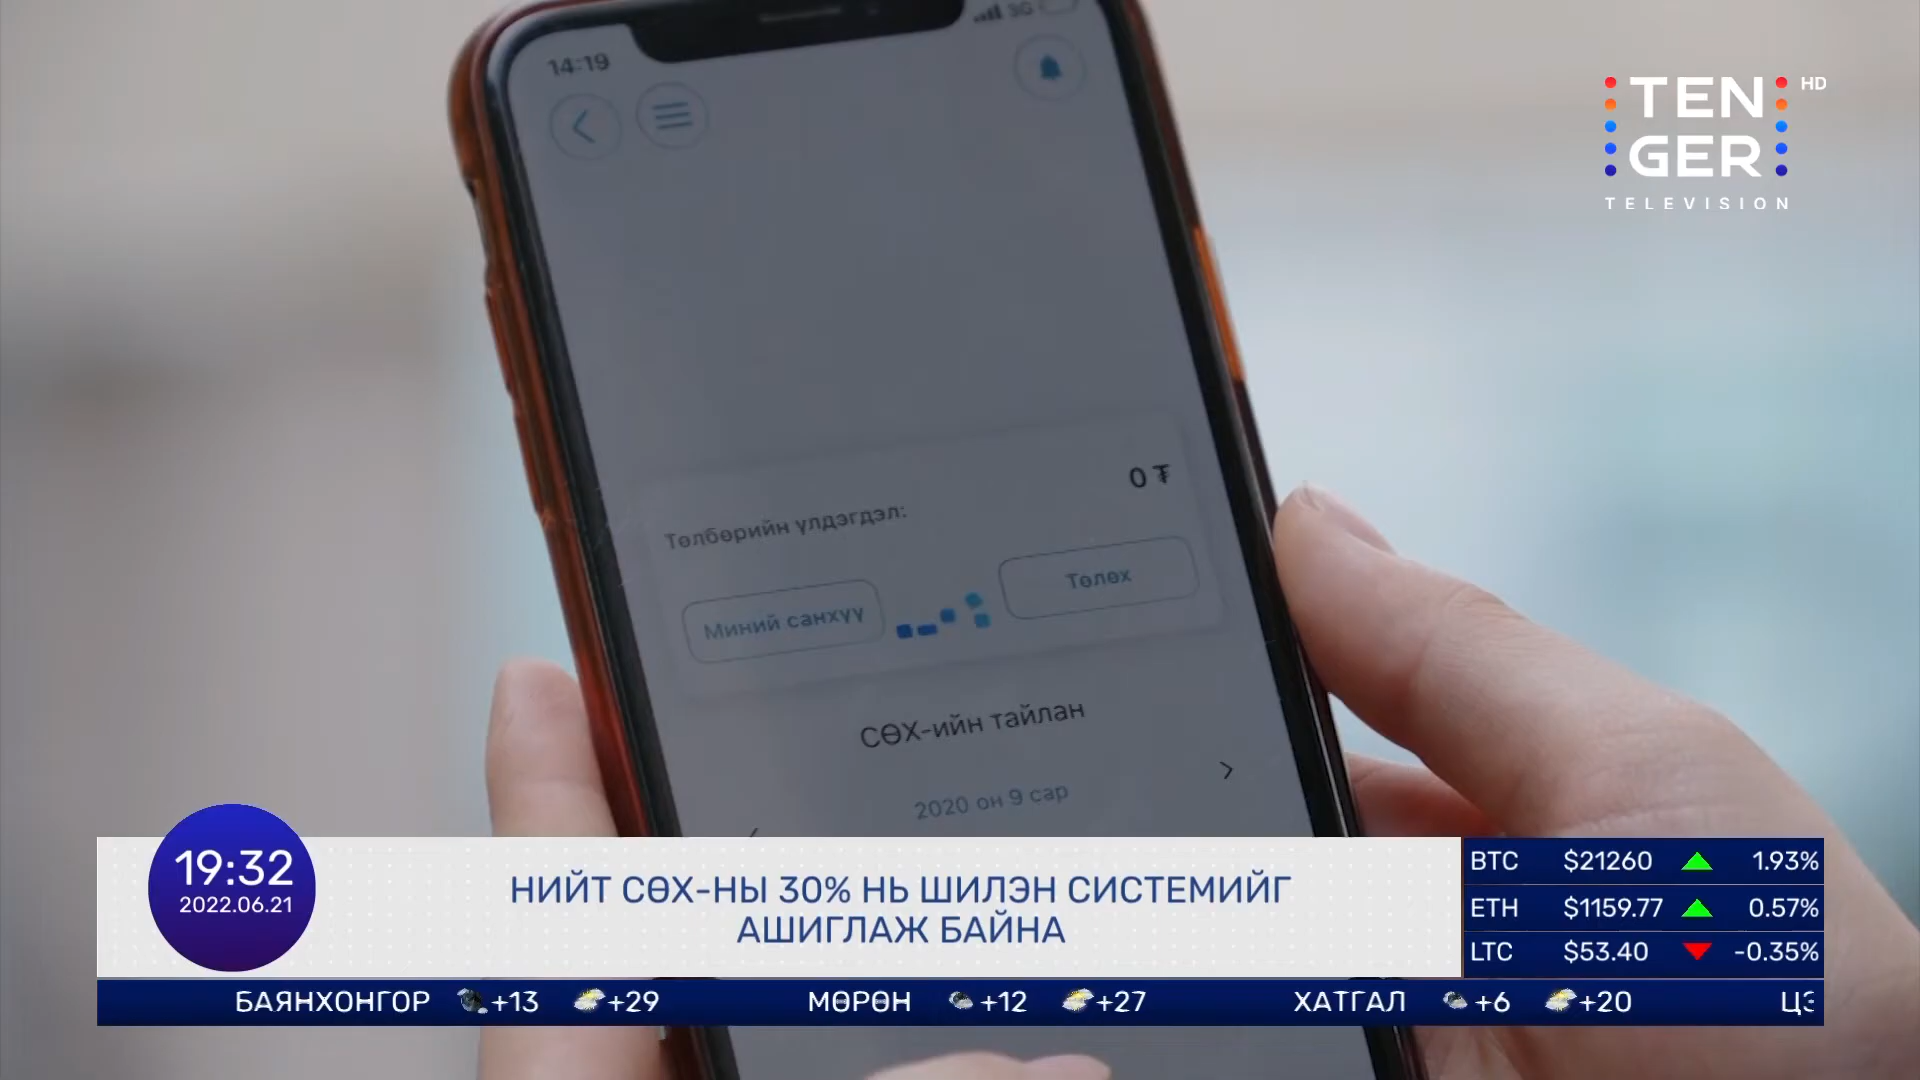 14:19
3G
TEN
GER
HD
TELEVISION
0 ₮
Төлбөрийн үлдэгдэл:
Миний санхүү
Төлөх
СӨХ-ийн тайлан
2020 он 9 сар
19:32
2022.06.21
НИЙТ СӨХ-НЫ 30% НЬ ШИЛЭН СИСТЕМИЙГ
АШИГЛАЖ БАЙНА
BTC $21260 1.93%
ETH $1159.77 0.57%
LTC $53.40 -0.35%
БАЯНХОНГОР +13 +29 МӨРӨН +12 +27 ХАТГАЛ +6 +20